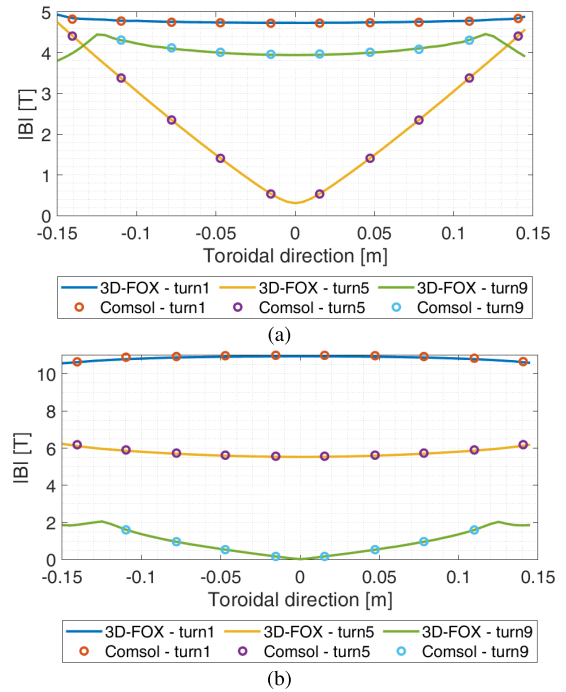 5
4
3
2
1
0
|B| [T]
-0.15 -0.1 -0.05 0 0.05 0.1 0.15
Toroidal direction [m]
3D-FOX - turn1 3D-FOX - turn5 3D-FOX - turn9
Comsol - turn1 Comsol - turn5 Comsol - turn9
(a)
10
8
6
4
2
0
|B| [T]
-0.15 -0.10 -0.05 0 0.05 0.10 0.15
Toroidal direction [m]
3D-FOX - turn1 3D-FOX - turn5 3D-FOX - turn9
Comsol - turn1 Comsol - turn5 Comsol - turn9
(b)